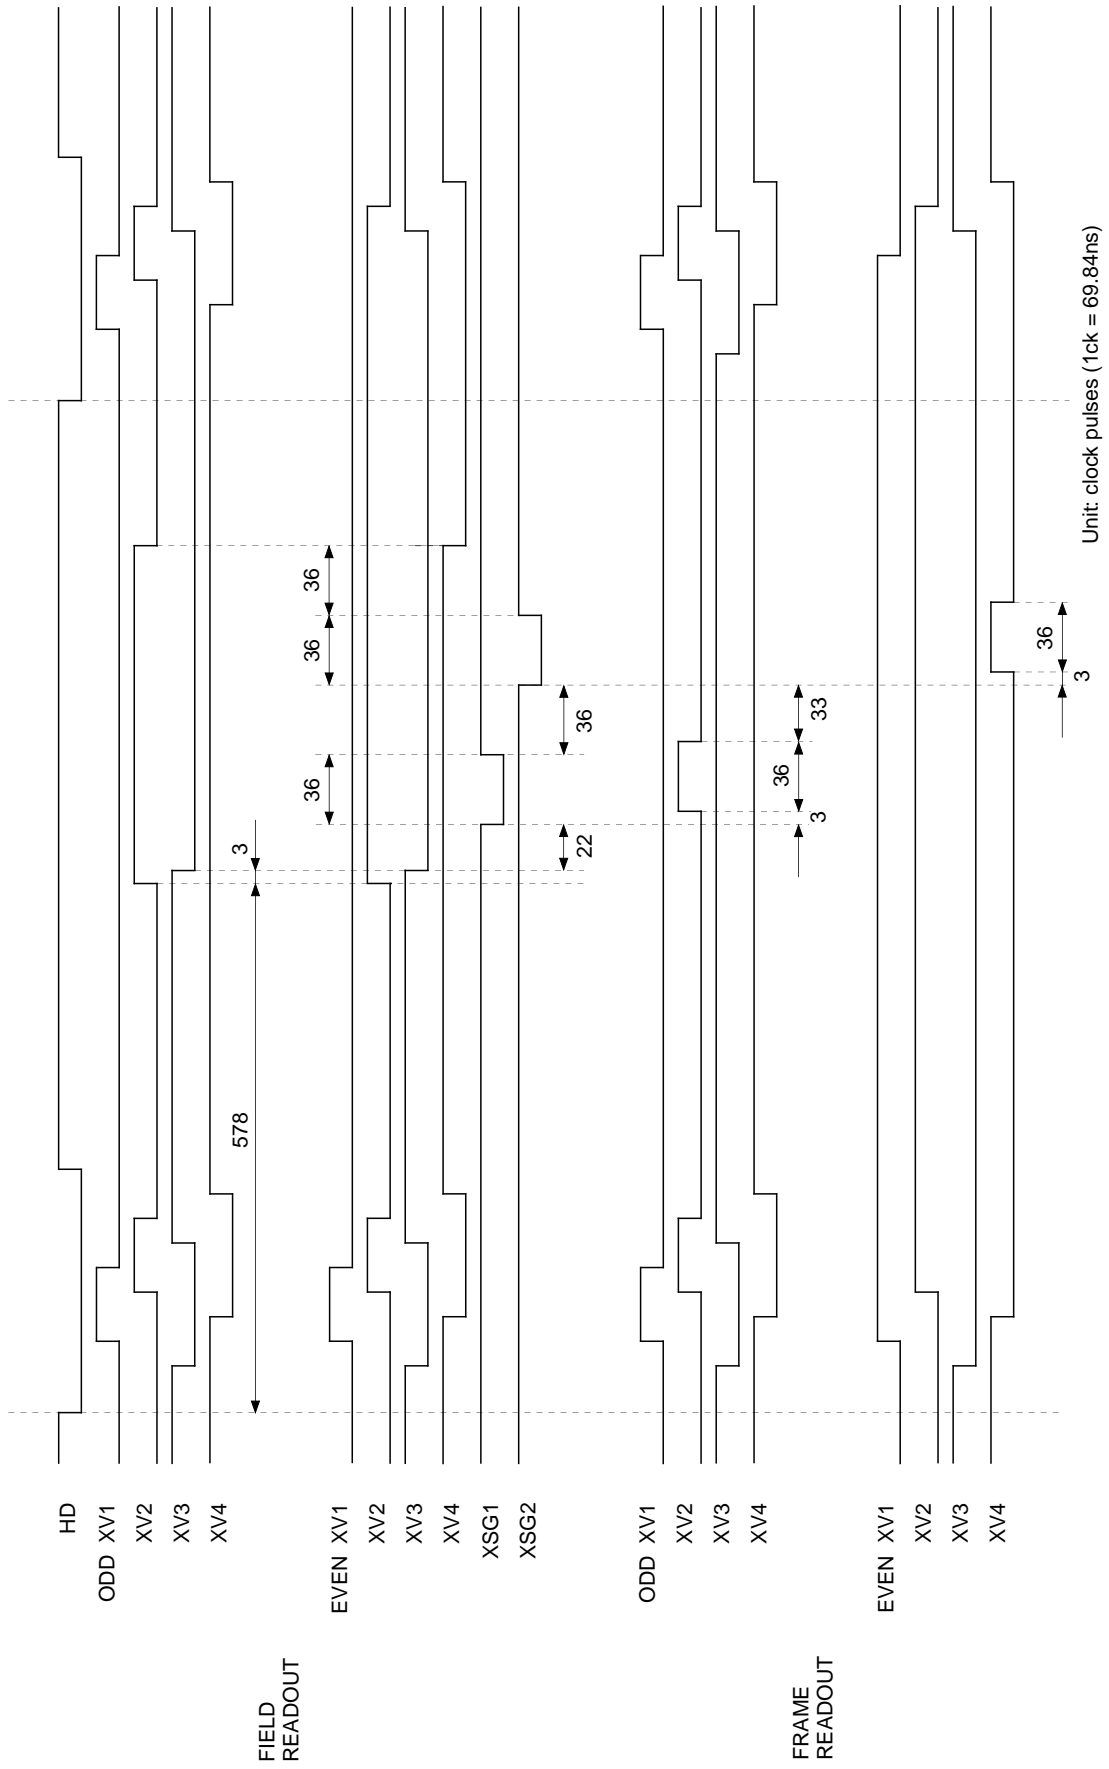 HD
ODD XV1
XV2
XV3
XV4
578
3
FIELD
READOUT
EVEN XV1
XV2
XV3
XV4
XSG1
XSG2
36
36
36
22
36
ODD XV1
XV2
XV3
XV4
3
36
33
FRAME
READOUT
EVEN XV1
XV2
XV3
XV4
3
36
Unit: clock pulses (1ck = 69.84ns)